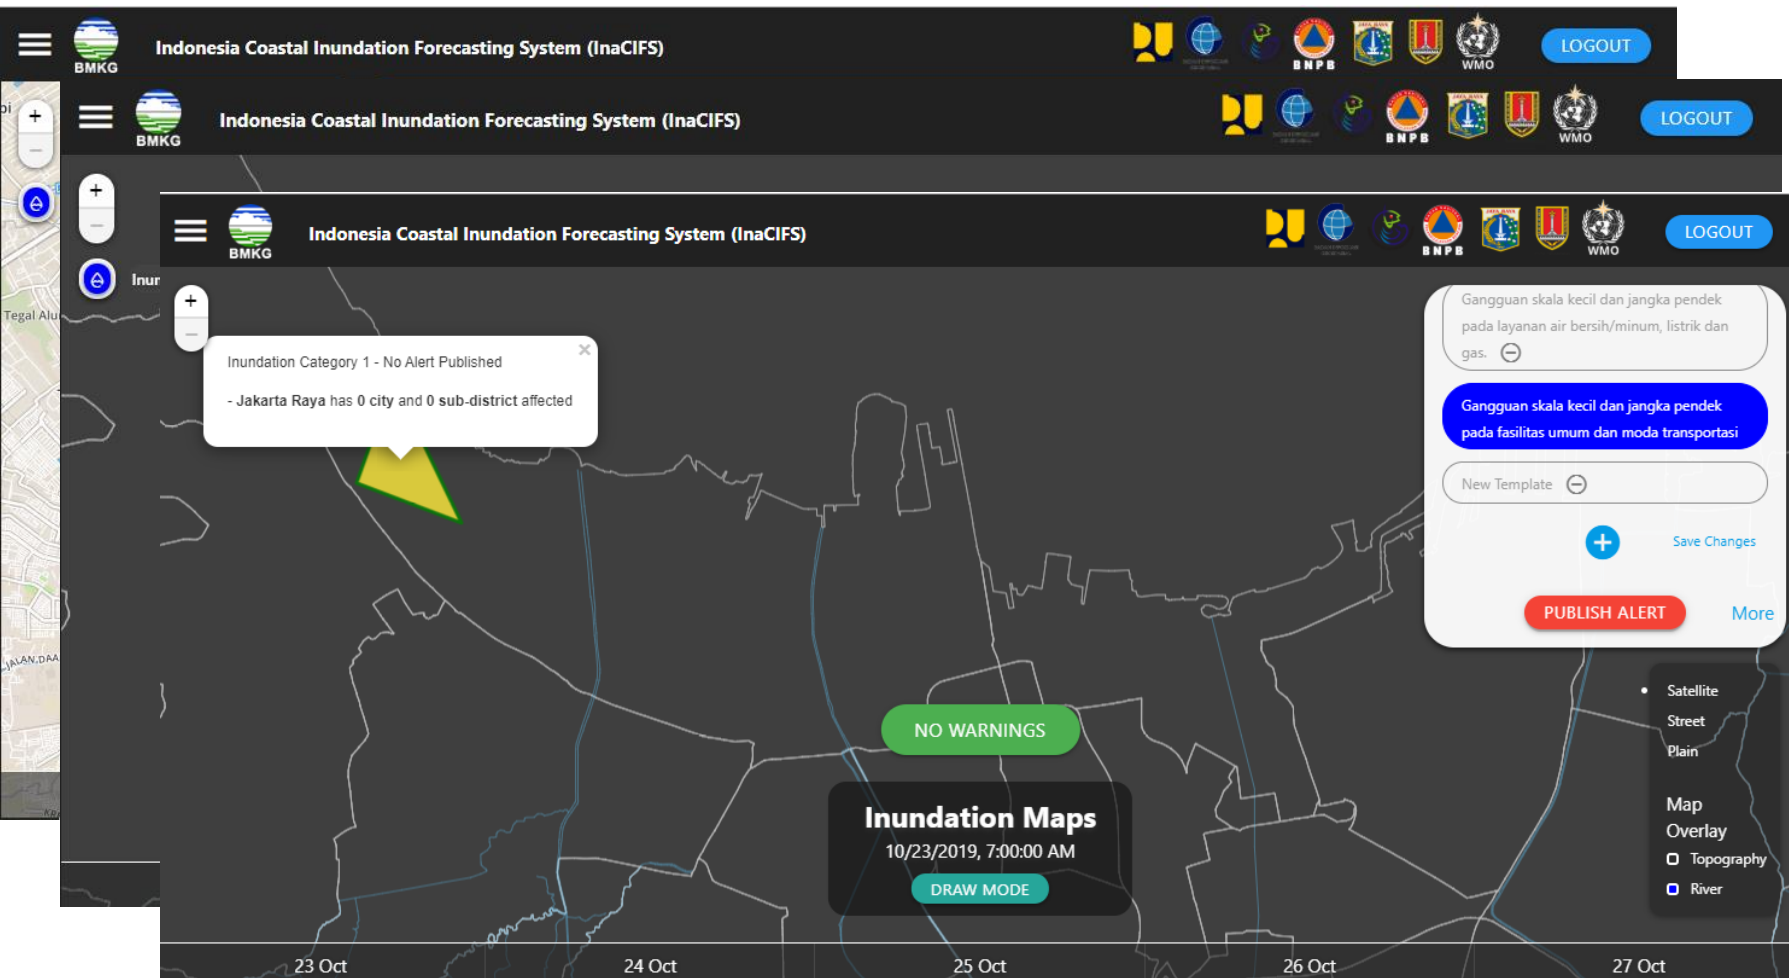 Indonesia Coastal Inundation Forecasting System (InaCIFS)
BMKG
BNPB
WMO
LOGOUT
Indonesia Coastal Inundation Forecasting System (InaCIFS)
BMKG
BNPB
WMO
LOGOUT
+
−
Inun
Tegal Alu
JALAN DAA
+
−
Indonesia Coastal Inundation Forecasting System (InaCIFS)
BMKG
JAYA RAYA
BNPB
WMO
LOGOUT
+
−
Inundation Category 1 - No Alert Published
×
- Jakarta Raya has 0 city and 0 sub-district affected
Gangguan skala kecil dan jangka pendek
pada layanan air bersih/minum, listrik dan
gas.
Gangguan skala kecil dan jangka pendek
pada fasilitas umum dan moda transportasi
New Template
+
Save Changes
PUBLISH ALERT
More
Satellite
Street
Plain
Map
Overlay
Topography
River
NO WARNINGS
Inundation Maps
10/23/2019, 7:00:00 AM
DRAW MODE
23 Oct
24 Oct
25 Oct
26 Oct
27 Oct